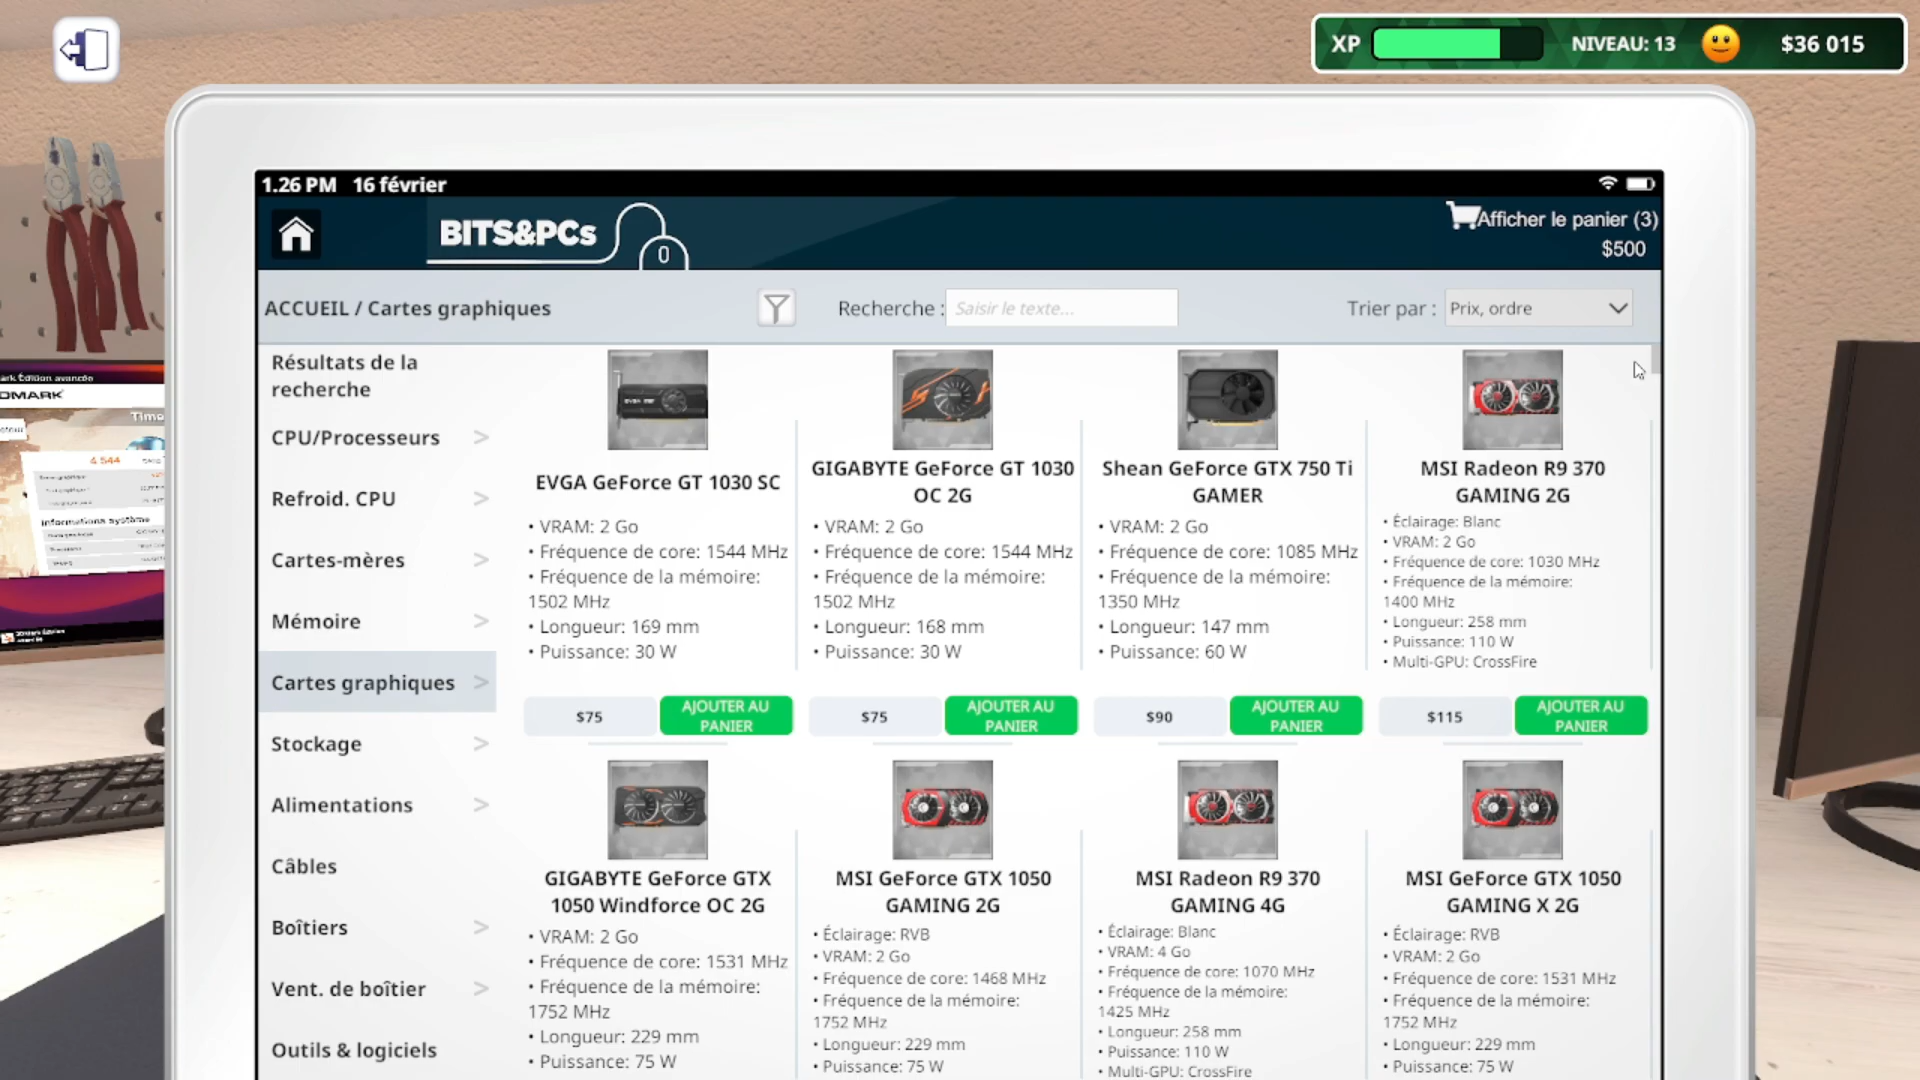 XP
NIVEAU: 13
$36 015
1.26 PM 16 février
BITS&PCs
0
Afficher le panier (3)
$500
ACCUEIL / Cartes graphiques
Recherche :
Saisir le texte...
Trier par :
Prix, ordre
Résultats de la
recherche
CPU/Processeurs >
Refroid. CPU >
Cartes-mères >
Mémoire >
Cartes graphiques >
Stockage >
Alimentations >
Câbles
Boîtiers >
Vent. de boîtier >
Outils & logiciels
EVGA GeForce GT 1030 SC
• VRAM: 2 Go
• Fréquence de core: 1544 MHz
• Fréquence de la mémoire:
1502 MHz
• Longueur: 169 mm
• Puissance: 30 W
$75
AJOUTER AU
PANIER
GIGABYTE GeForce GT 1030
OC 2G
• VRAM: 2 Go
• Fréquence de core: 1544 MHz
• Fréquence de la mémoire:
1502 MHz
• Longueur: 168 mm
• Puissance: 30 W
$75
AJOUTER AU
PANIER
Shean GeForce GTX 750 Ti
GAMER
• VRAM: 2 Go
• Fréquence de core: 1085 MHz
• Fréquence de la mémoire:
1350 MHz
• Longueur: 147 mm
• Puissance: 60 W
$90
AJOUTER AU
PANIER
MSI Radeon R9 370
GAMING 2G
• Éclairage: Blanc
• VRAM: 2 Go
• Fréquence de core: 1030 MHz
• Fréquence de la mémoire:
1400 MHz
• Longueur: 258 mm
• Puissance: 110 W
• Multi-GPU: CrossFire
$115
AJOUTER AU
PANIER
GIGABYTE GeForce GTX
1050 Windforce OC 2G
• VRAM: 2 Go
• Fréquence de core: 1531 MHz
• Fréquence de la mémoire:
1752 MHz
• Longueur: 229 mm
• Puissance: 75 W
MSI GeForce GTX 1050
GAMING 2G
• Éclairage: RVB
• VRAM: 2 Go
• Fréquence de core: 1468 MHz
• Fréquence de la mémoire:
1752 MHz
• Longueur: 229 mm
• Puissance: 75 W
MSI Radeon R9 370
GAMING 4G
• Éclairage: Blanc
• VRAM: 4 Go
• Fréquence de core: 1070 MHz
• Fréquence de la mémoire:
1425 MHz
• Longueur: 258 mm
• Puissance: 110 W
• Multi-GPU: CrossFire
MSI GeForce GTX 1050
GAMING X 2G
• Éclairage: RVB
• VRAM: 2 Go
• Fréquence de core: 1531 MHz
• Fréquence de la mémoire:
1752 MHz
• Longueur: 229 mm
• Puissance: 75 W
ark Édition avancée
DMARK
4 544
Informations système